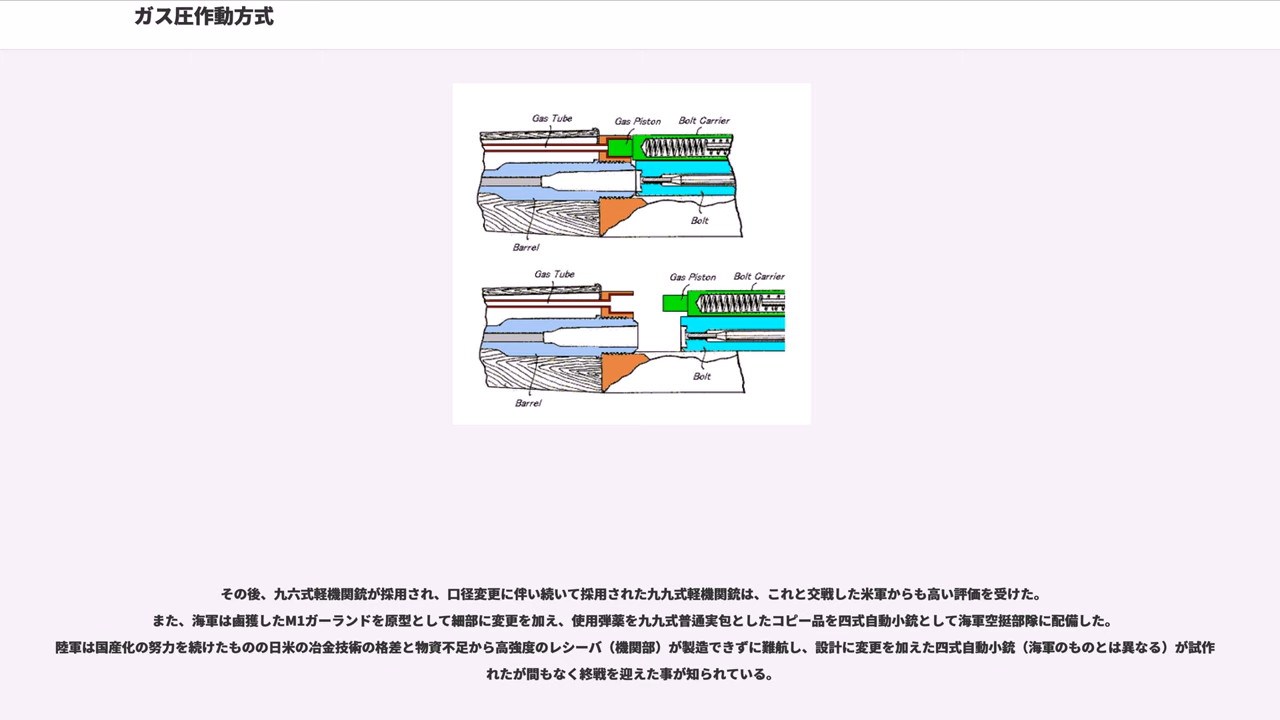 ガス圧作動方式
Gas Tube
Gas Piston
Bolt Carrier
Bolt
Barrel
Gas Tube
Gas Piston
Bolt Carrier
Bolt
Barrel
その後、九六式軽機関銃が採用され、口径変更に伴い続いて採用された九九式軽機関銃は、これと交戦した米軍からも高い評価を受けた。
また、海軍は鹵獲したM1ガーランドを原型として細部に変更を加え、使用弾薬を九九式普通実包としたコピー品を四式自動小銃として海軍空挺部隊に配備した。
陸軍は国産化の努力を続けたものの日米の冶金技術の格差と物資不足から高強度のレシーバ（機関部）が製造できずに難航し、設計に変更を加えた四式自動小銃（海軍のものとは異なる）が試作
れたが間もなく終戦を迎えた事が知られている。